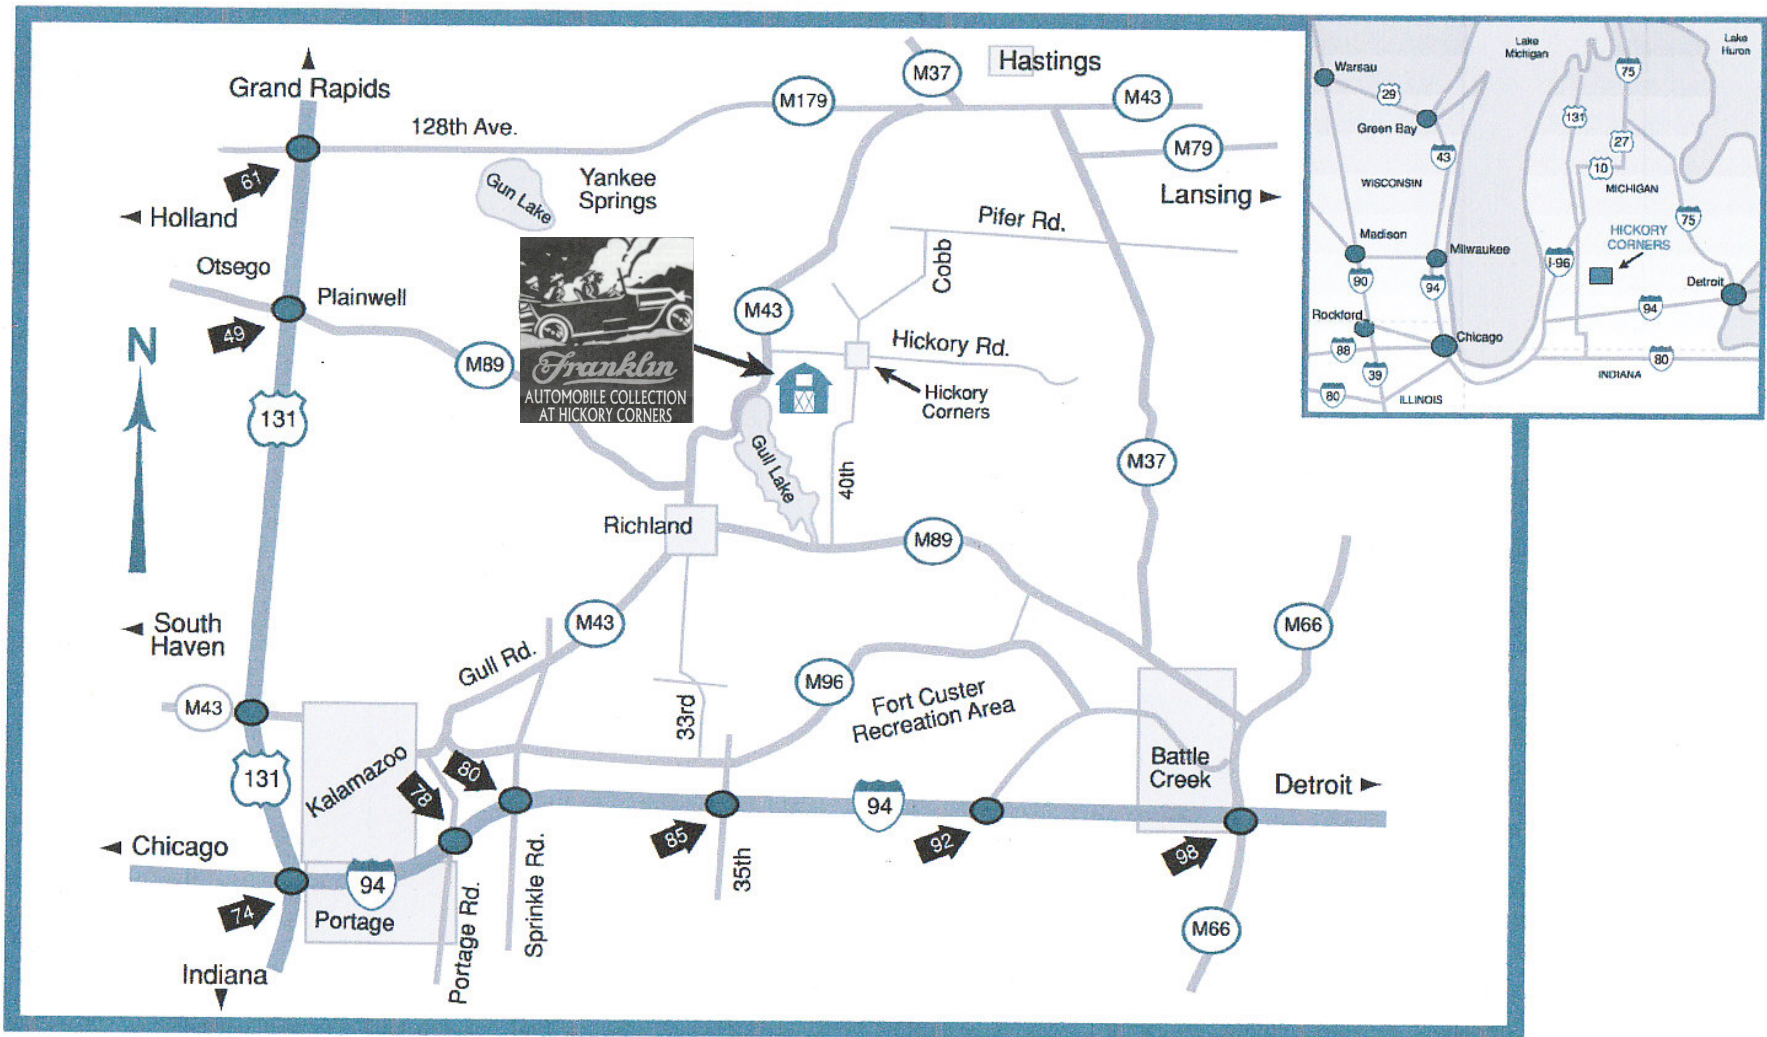 Grand Rapids
128th Ave.
M179
M37
Hastings
M43
M79
Lansing
61
Holland
Gun Lake
Yankee
Springs
Pifer Rd.
Cobb
Otsego
Plainwell
49
N
M89
M43
Franklin
AUTOMOBILE COLLECTION
AT HICKORY CORNERS
Hickory Rd.
Hickory
Corners
131
Gull Lake
40th
M37
Richland
M89
South
Haven
M43
Gull Rd.
M43
M66
M96
Fort Custer
Recreation Area
33rd
131
Kalamazoo
78
80
Battle
Creek
Detroit
94
Chicago
94
85
92
98
74
Portage
Portage Rd.
Sprinkle Rd.
35th
M66
Indiana
Lake
Michigan
Lake
Huron
Warsau
75
29
Green Bay
131
43
27
10
WISCONSIN
MICHIGAN
75
Madison
Milwaukee
HICKORY
CORNERS
I-96
90
94
Detroit
94
Rockford
Chicago
88
80
39
INDIANA
80
ILLINOIS